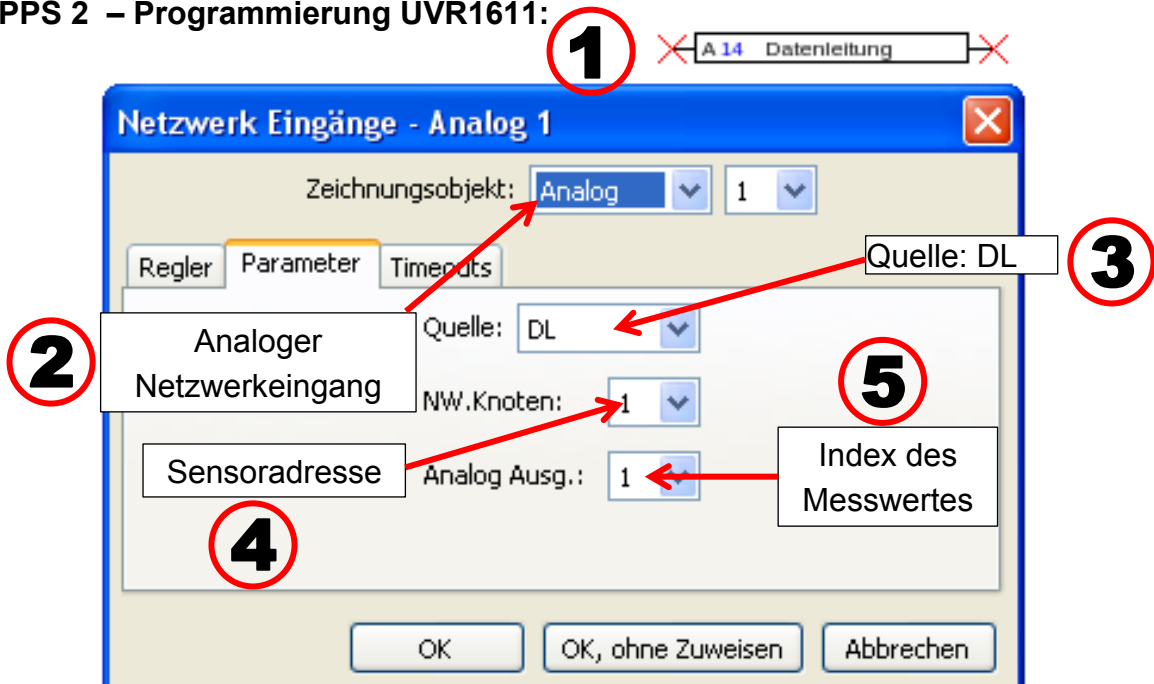 PPS 2 – Programmierung UVR1611:
1
A 14 Datenleitung
Netzwerk Eingänge - Analog 1
Zeichnungsobjekt: Analog 1
Regler Parameter Timeouts
Quelle: DL
3
2
Analoger
Netzwerkeingang
Quelle: DL
NW.Knoten: 1
5
Sensoradresse
4
Analog Ausg.: 1
Index des
Messwertes
OK OK, ohne Zuweisen Abbrechen